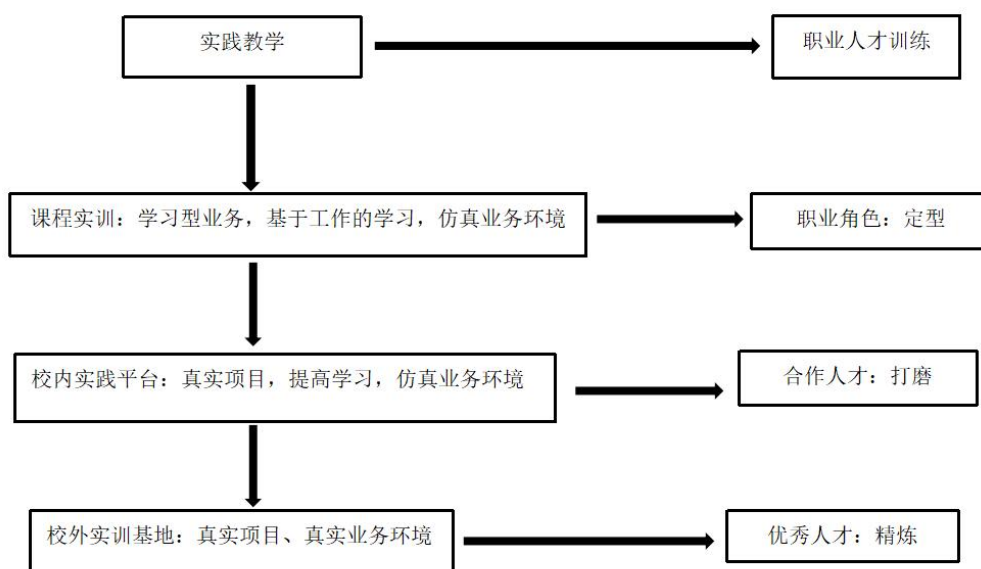 实践教学
职业人才训练
课程实训：学习型业务，基于工作的学习，仿真业务环境
职业角色：定型
校内实践平台：真实项目，提高学习，仿真业务环境
合作人才：打磨
校外实训基地：真实项目、真实业务环境
优秀人才：精炼